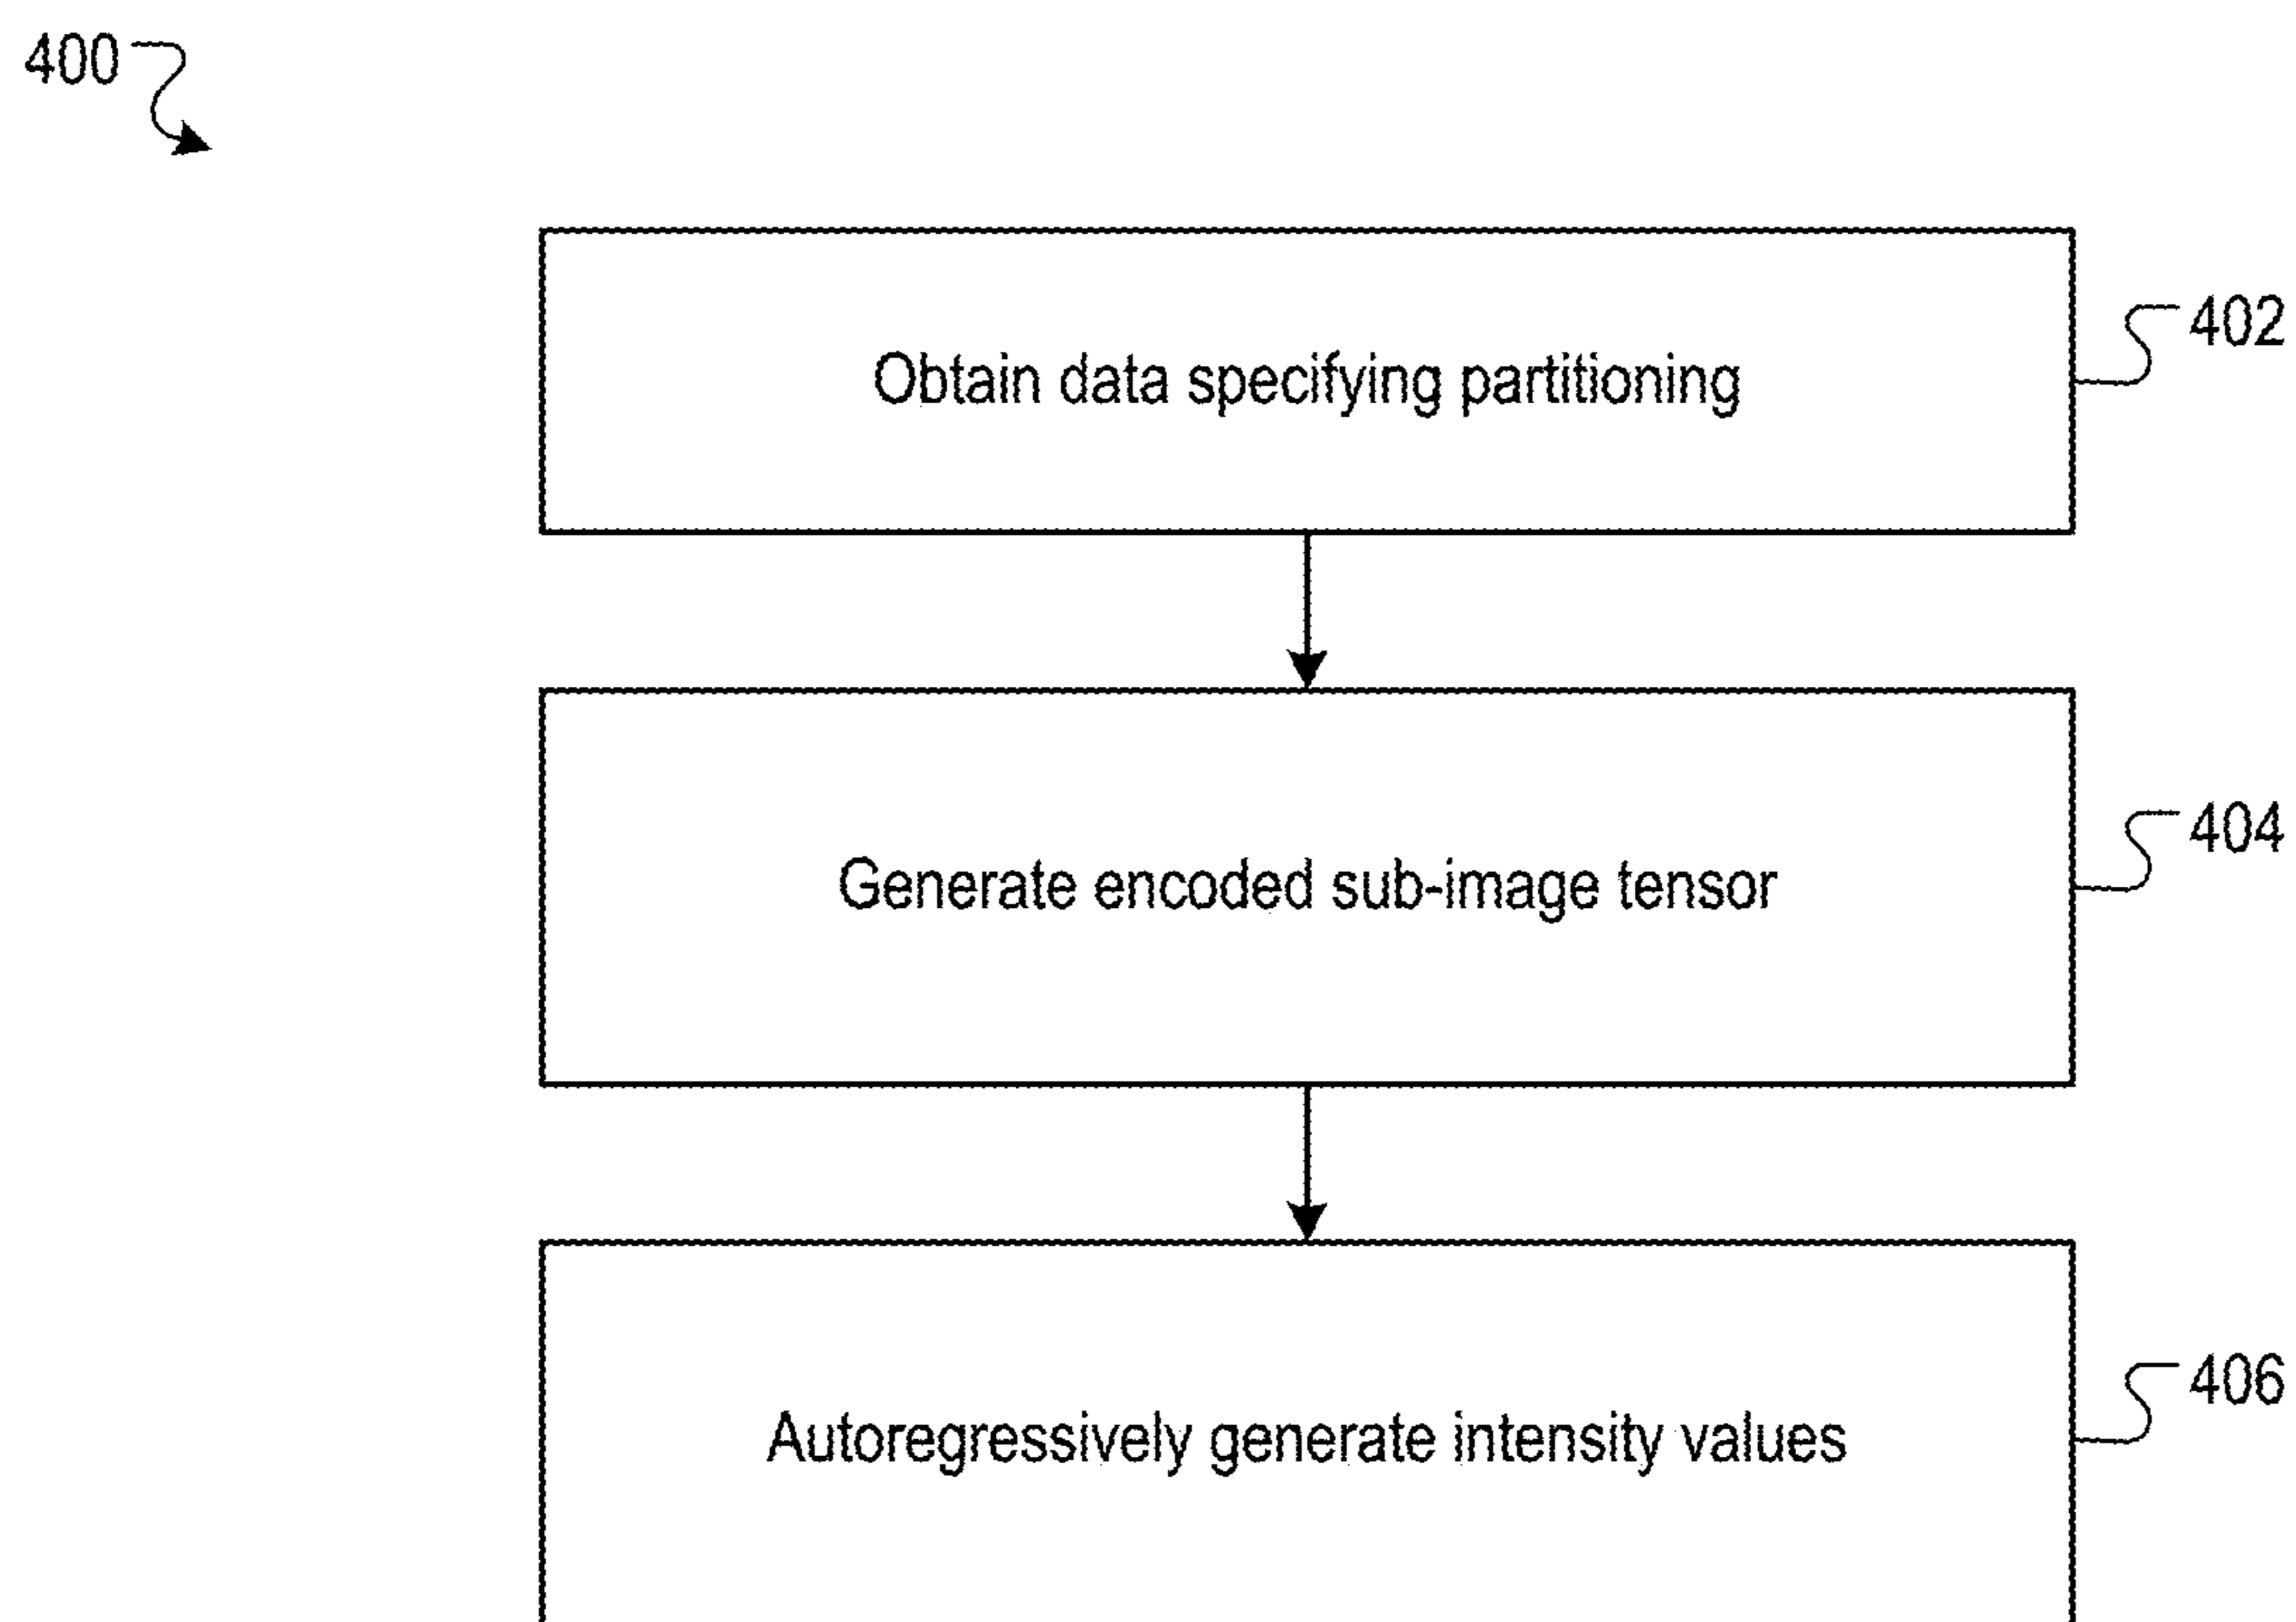 400
Obtain data specifying partitioning
402
Generate encoded sub-image tensor
404
Autoregressively generate intensity values
406